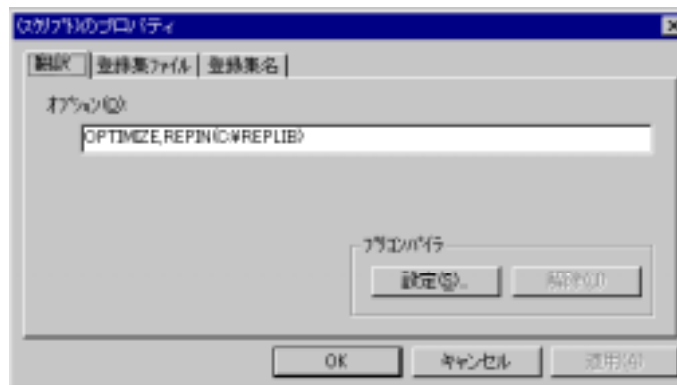 (ｽｸﾘﾌﾟﾄ)のプロパティ
翻訳 登録集ファイル 登録集名
オプション(O):
OPTIMIZE,REPIN(C:¥REPLIB)
プリコンパイラ
設定(S)...
解除(U)
OK キャンセル 適用(A)